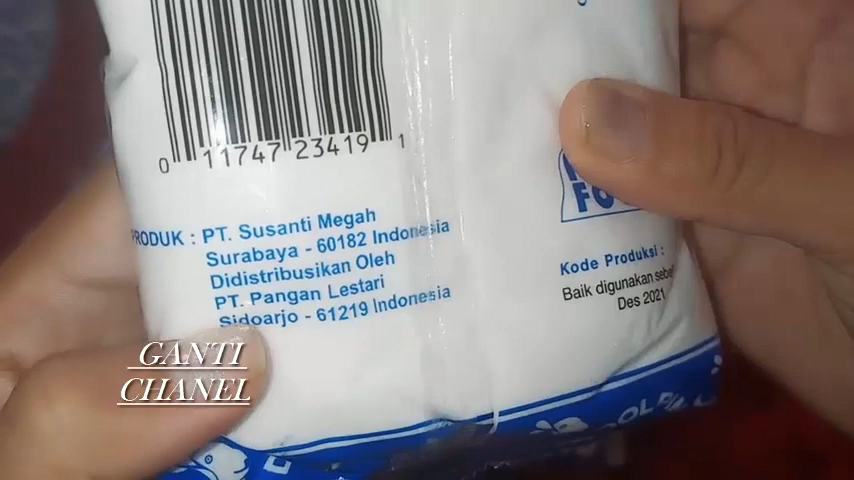 0 11747 23419 1
PRODUK : PT. Susanti Megah
Surabaya - 60182 Indonesia
Didistribusikan Oleh
PT. Pangan Lestari
Sidoarjo - 61219 Indonesia
Kode Produksi :
Baik digunakan
Des 2021
GANTI
CHANEL